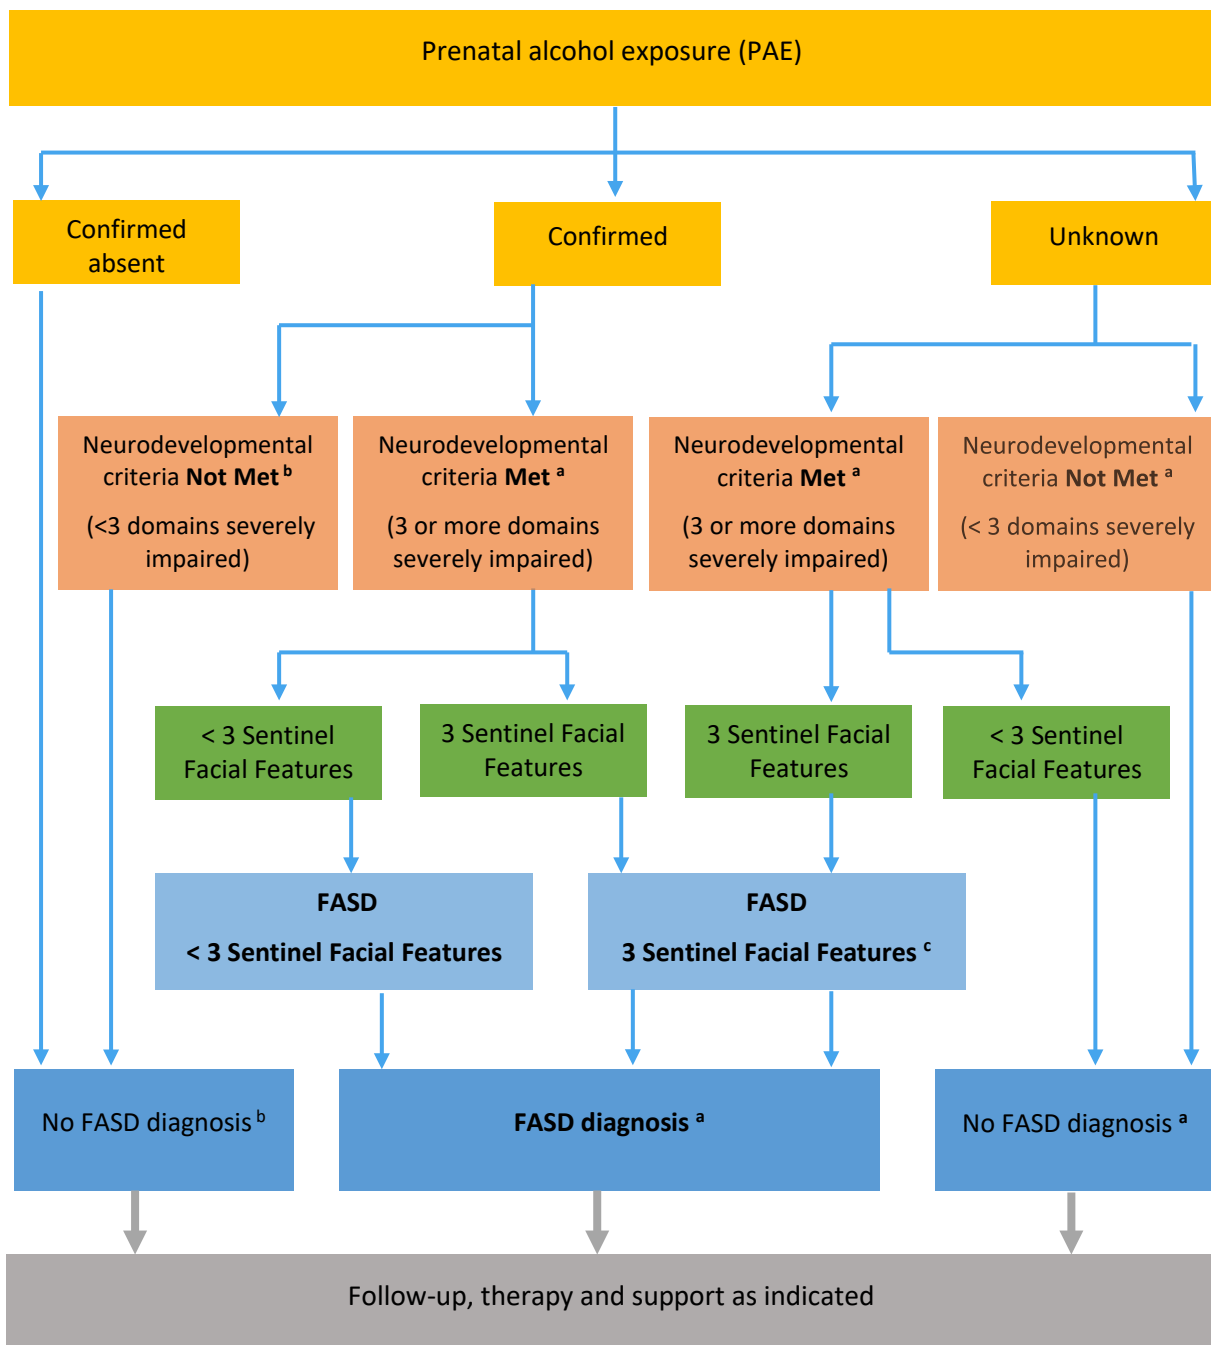 Prenatal alcohol exposure (PAE)
Confirmed
absent
Confirmed
Unknown
Neurodevelopmental
criteria Not Met b
(<3 domains severely
impaired)
Neurodevelopmental
criteria Met a
(3 or more domains
severely impaired)
Neurodevelopmental
criteria Met a
(3 or more domains
severely impaired)
Neurodevelopmental
criteria Not Met a
(< 3 domains severely
impaired)
< 3 Sentinel
Facial Features
3 Sentinel Facial
Features
3 Sentinel Facial
Features
< 3 Sentinel
Facial Features
FASD
< 3 Sentinel Facial Features
FASD
3 Sentinel Facial Features c
No FASD diagnosis b
FASD diagnosis a
No FASD diagnosis a
Follow-up, therapy and support as indicated